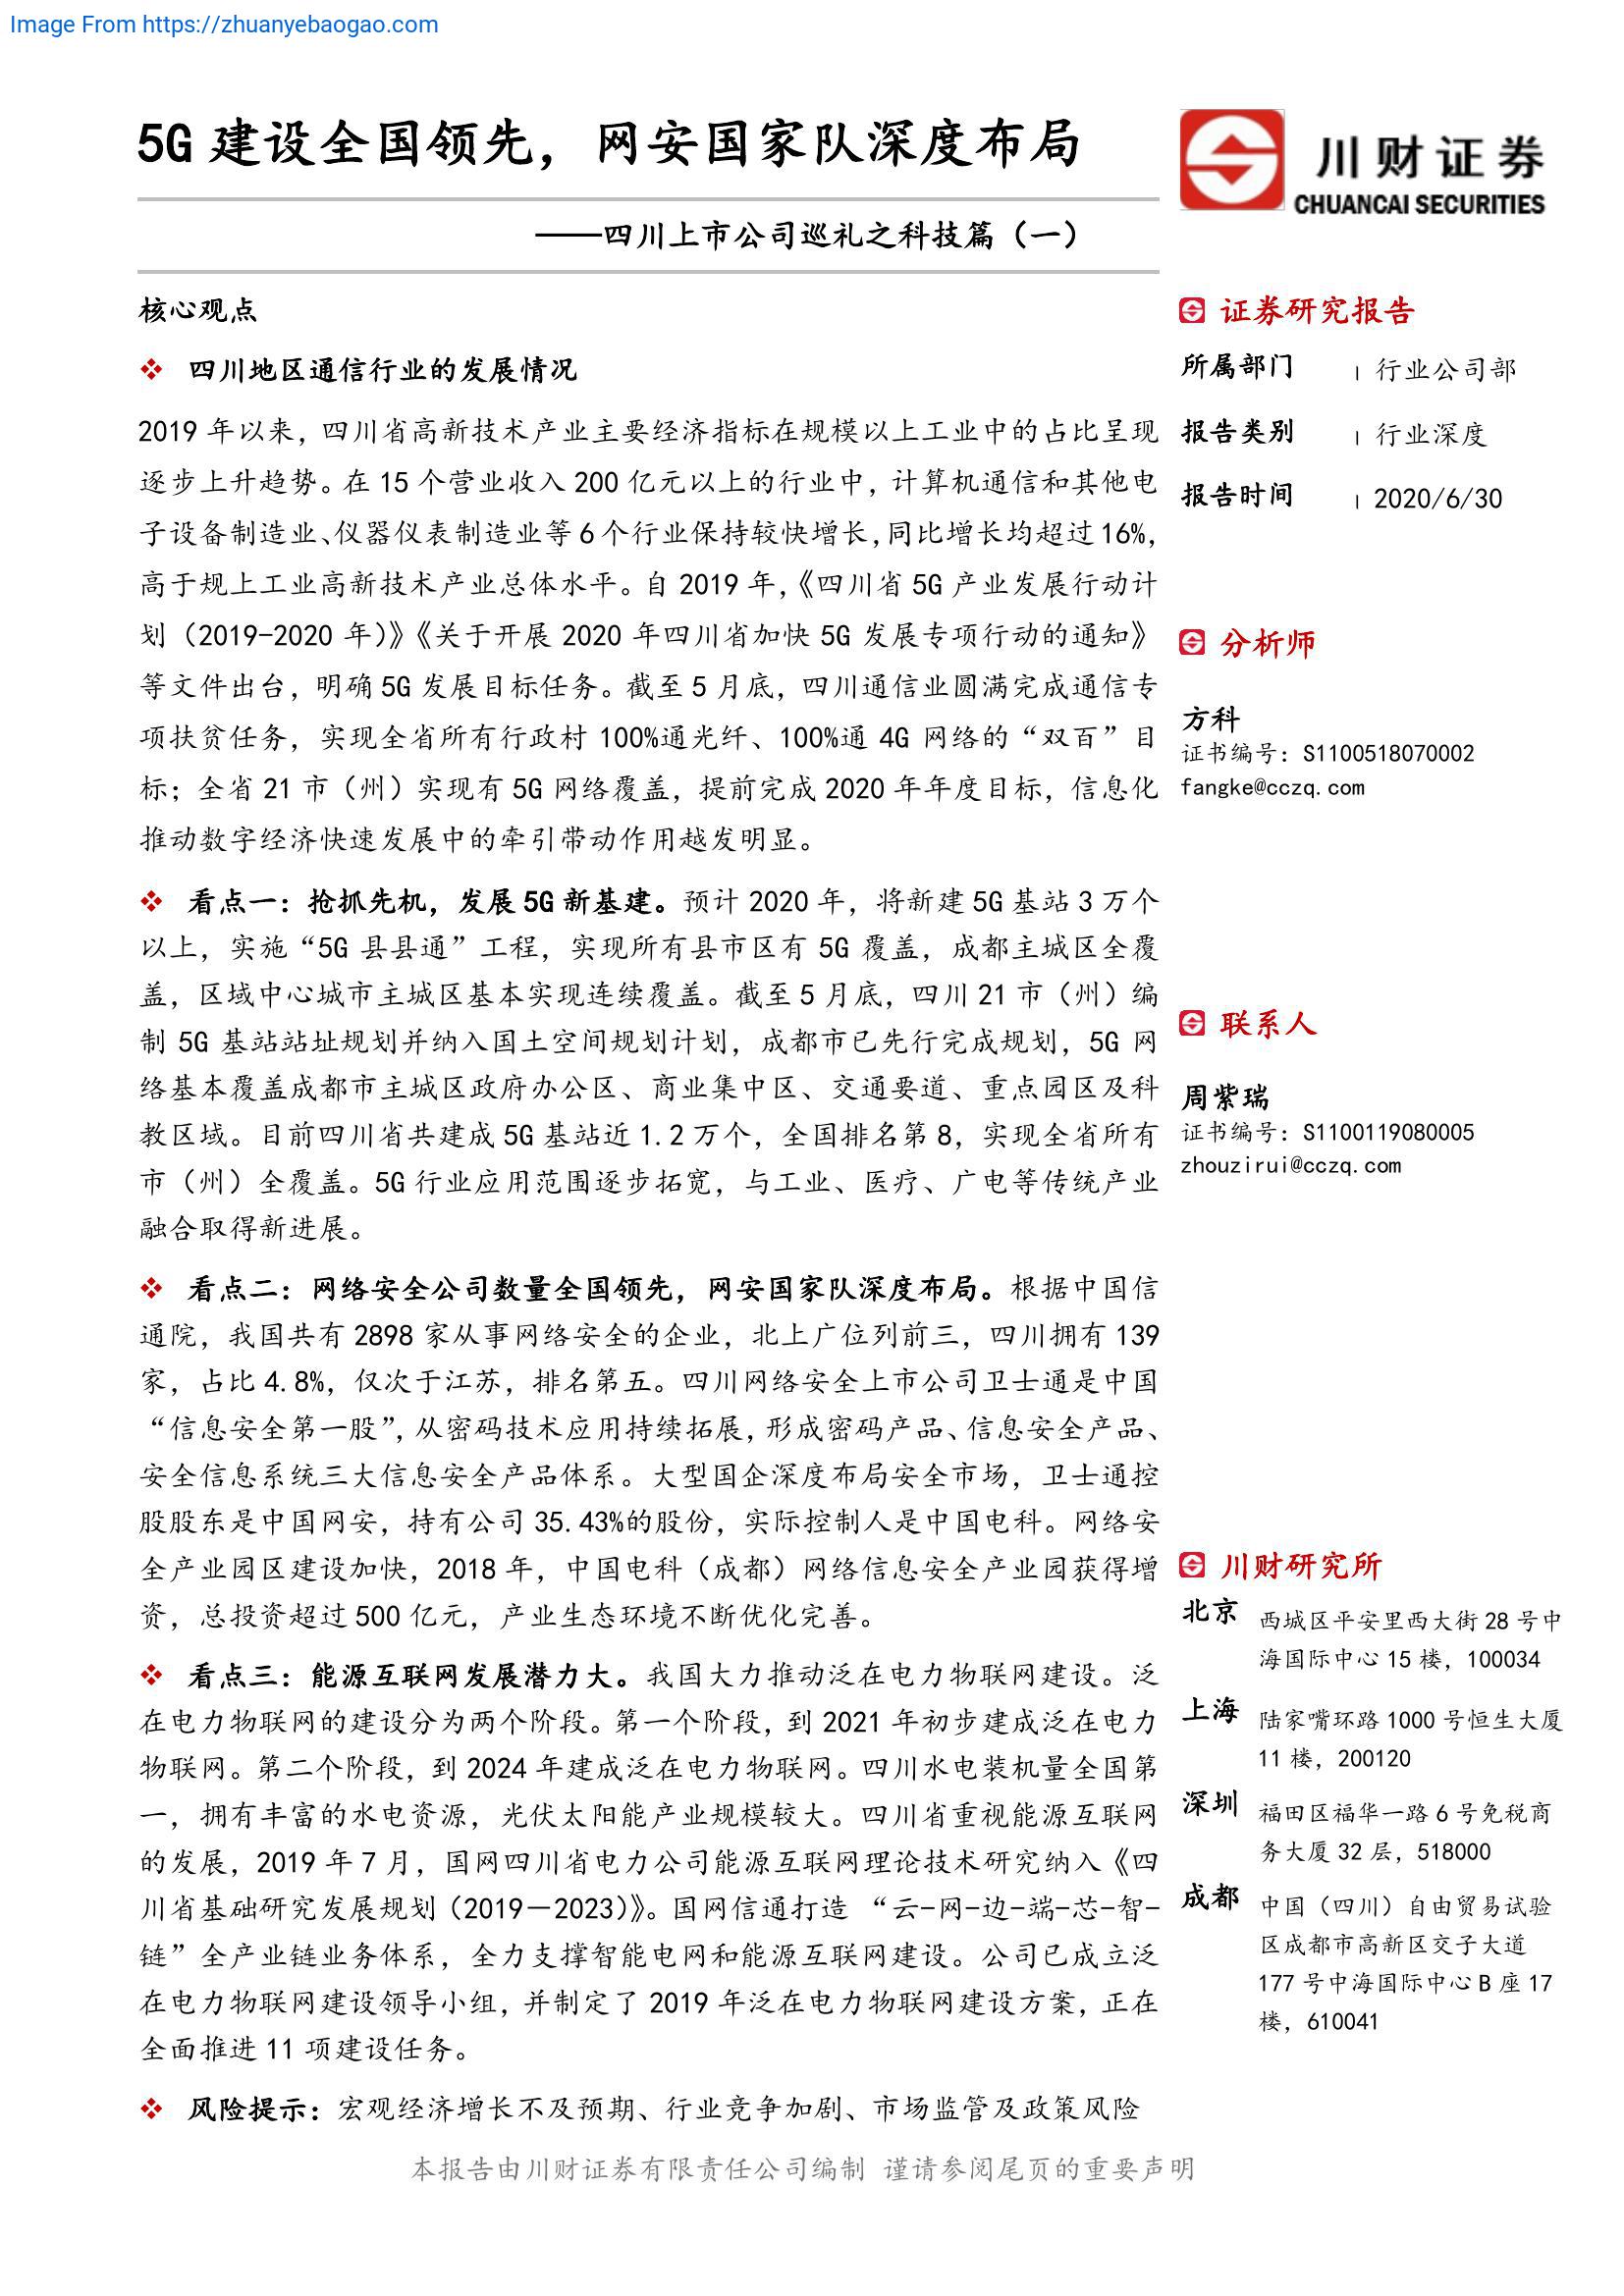 Image From https://zhuanyebaogao.com
5G 建设全国领先，网安国家队深度布局
——四川上市公司巡礼之科技篇（一）
川财证券
CHUANCAI SECURITIES
核心观点
四川地区通信行业的发展情况
2019 年以来，四川省高新技术产业主要经济指标在规模以上工业中的占比呈现
逐步上升趋势。在 15 个营业收入 200 亿元以上的行业中，计算机通信和其他电
子设备制造业、仪器仪表制造业等 6 个行业保持较快增长，同比增长均超过 16%，
高于规上工业高新技术产业总体水平。自 2019 年，《四川省 5G 产业发展行动计
划（2019-2020 年）》《关于开展 2020 年四川省加快 5G 发展专项行动的通知》
等文件出台，明确 5G 发展目标任务。截至 5 月底，四川通信业圆满完成通信专
项扶贫任务，实现全省所有行政村 100%通光纤、100%通 4G 网络的“双百”目
标；全省 21 市（州）实现有 5G 网络覆盖，提前完成 2020 年年度目标，信息化
推动数字经济快速发展中的牵引带动作用越发明显。
看点一：抢抓先机，发展 5G 新基建。预计 2020 年，将新建 5G 基站 3 万个
以上，实施“5G 县县通”工程，实现所有县市区有 5G 覆盖，成都主城区全覆
盖，区域中心城市主城区基本实现连续覆盖。截至 5 月底，四川 21 市（州）编
制 5G 基站站址规划并纳入国土空间规划计划，成都市已先行完成规划，5G 网
络基本覆盖成都市主城区政府办公区、商业集中区、交通要道、重点园区及科
教区域。目前四川省共建成 5G 基站近 1.2 万个，全国排名第 8，实现全省所有
市（州）全覆盖。5G 行业应用范围逐步拓宽，与工业、医疗、广电等传统产业
融合取得新进展。
看点二：网络安全公司数量全国领先，网安国家队深度布局。根据中国信
通院，我国共有 2898 家从事网络安全的企业，北上广位列前三，四川拥有 139
家，占比 4.8%，仅次于江苏，排名第五。四川网络安全上市公司卫士通是中国
“信息安全第一股”，从密码技术应用持续拓展，形成密码产品、信息安全产品、
安全信息系统三大信息安全产品体系。大型国企深度布局安全市场，卫士通控
股股东是中国网安，持有公司 35.43%的股份，实际控制人是中国电科。网络安
全产业园区建设加快，2018 年，中国电科（成都）网络信息安全产业园获得增
资，总投资超过 500 亿元，产业生态环境不断优化完善。
看点三：能源互联网发展潜力大。我国大力推动泛在电力物联网建设。泛
在电力物联网的建设分为两个阶段。第一个阶段，到 2021 年初步建成泛在电力
物联网。第二个阶段，到 2024 年建成泛在电力物联网。四川水电装机量全国第
一，拥有丰富的水电资源，光伏太阳能产业规模较大。四川省重视能源互联网
的发展，2019 年 7 月，国网四川省电力公司能源互联网理论技术研究纳入《四
川省基础研究发展规划（2019－2023）》。国网信通打造 “云-网-边-端-芯-智-
链”全产业链业务体系，全力支撑智能电网和能源互联网建设。公司已成立泛
在电力物联网建设领导小组，并制定了 2019 年泛在电力物联网建设方案，正在
全面推进 11 项建设任务。
风险提示：宏观经济增长不及预期、行业竞争加剧、市场监管及政策风险
证券研究报告
所属部门 | 行业公司部
报告类别 | 行业深度
报告时间 | 2020/6/30
分析师
方科
证书编号：S1100518070002
fangke@cczq.com
联系人
周紫瑞
证书编号：S1100119080005
zhouzirui@cczq.com
川财研究所
北京 西城区平安里西大街 28 号中
海国际中心 15 楼，100034
上海 陆家嘴环路 1000 号恒生大厦
11 楼，200120
深圳 福田区福华一路 6 号免税商
务大厦 32 层，518000
成都 中国（四川）自由贸易试验
区成都市高新区交子大道
177 号中海国际中心 B 座 17
楼，610041
本报告由川财证券有限责任公司编制 谨请参阅尾页的重要声明